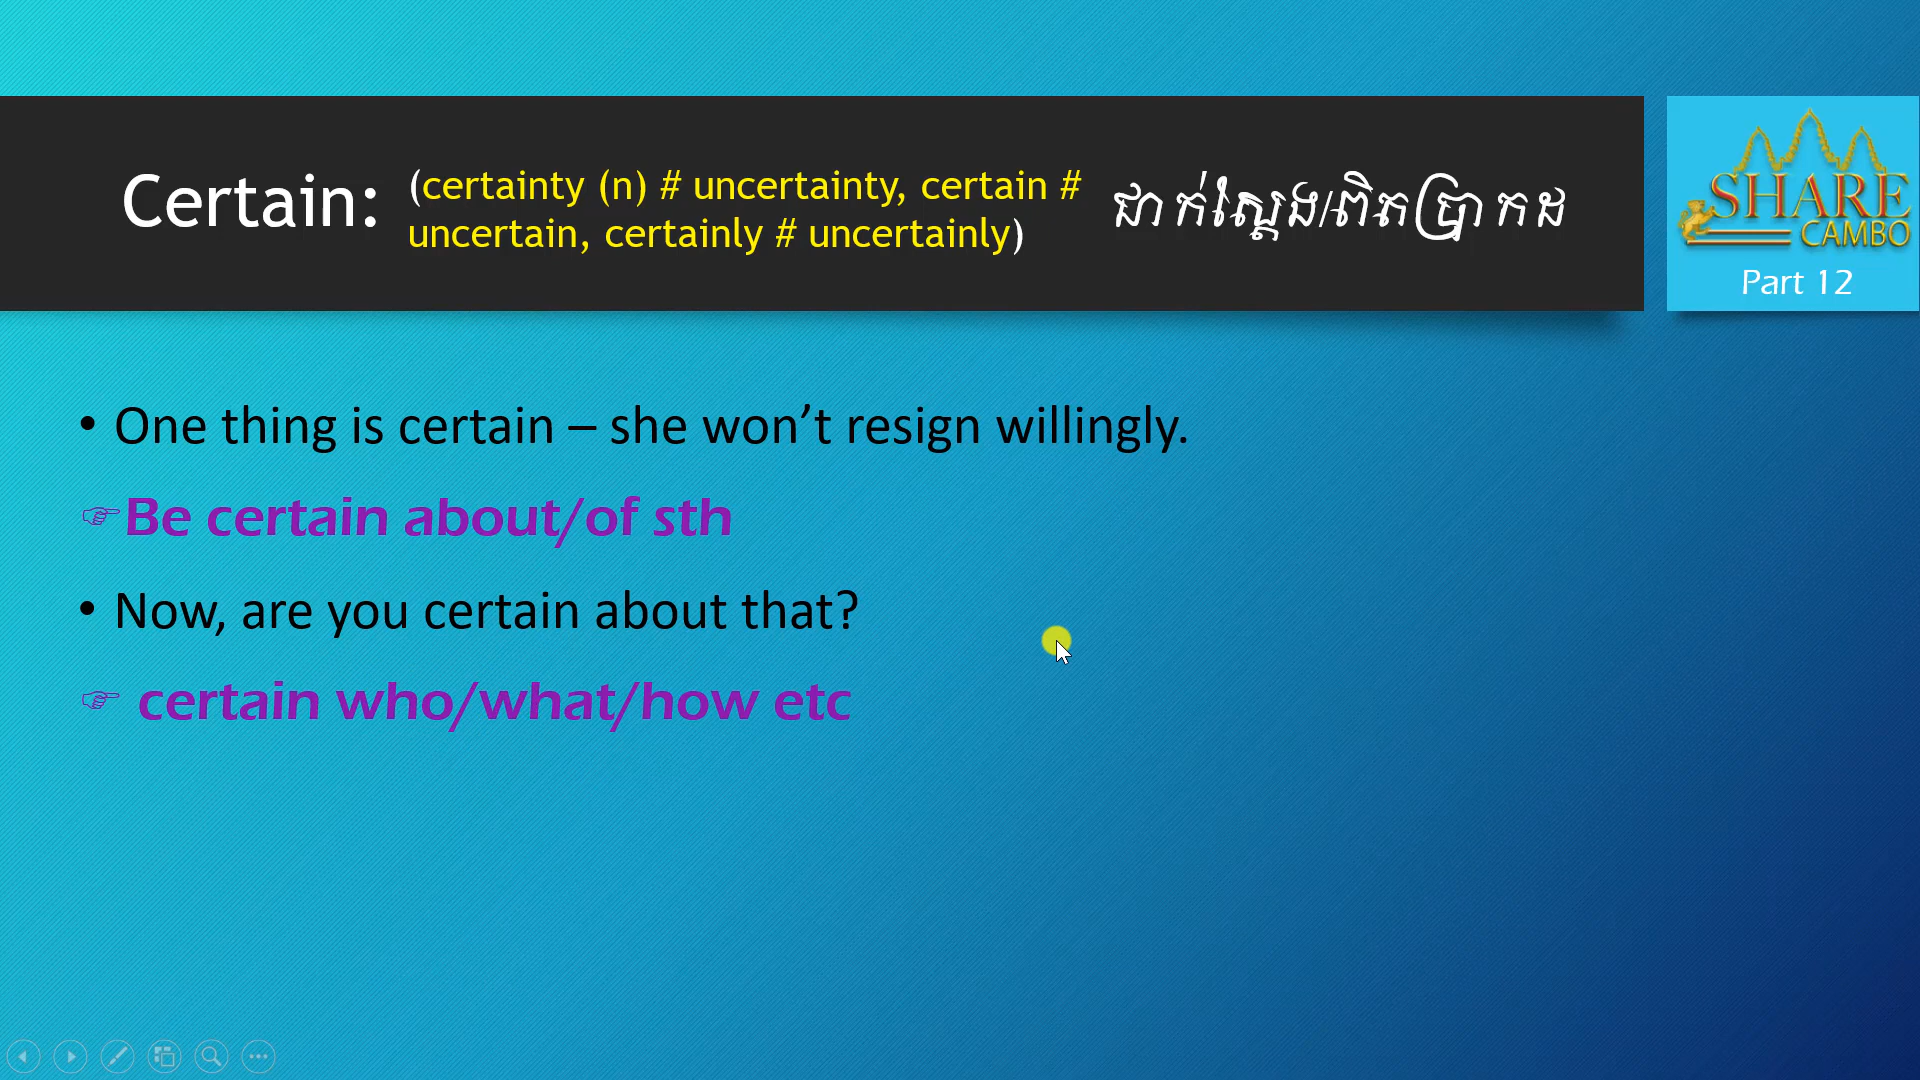 Certain:
(certainty (n) # uncertainty, certain #
uncertain, certainly # uncertainly)
ជាក់ស្ដែង/ពិតប្រាកដ
SHARE
CAMBO
Part 12
• One thing is certain – she won’t resign willingly.
☞Be certain about/of sth
• Now, are you certain about that?
☞ certain who/what/how etc